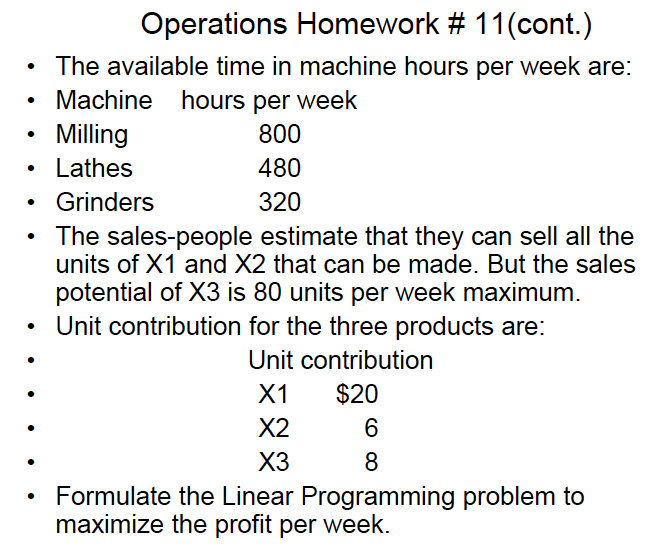 Operations Homework # 11(cont.)
• The available time in machine hours per week are:
• Machine hours per week
• Milling 800
• Lathes 480
• Grinders 320
• The sales-people estimate that they can sell all the
units of X1 and X2 that can be made. But the sales
potential of X3 is 80 units per week maximum.
• Unit contribution for the three products are:
• Unit contribution
• X1 $20
• X2 6
• X3 8
• Formulate the Linear Programming problem to
maximize the profit per week.